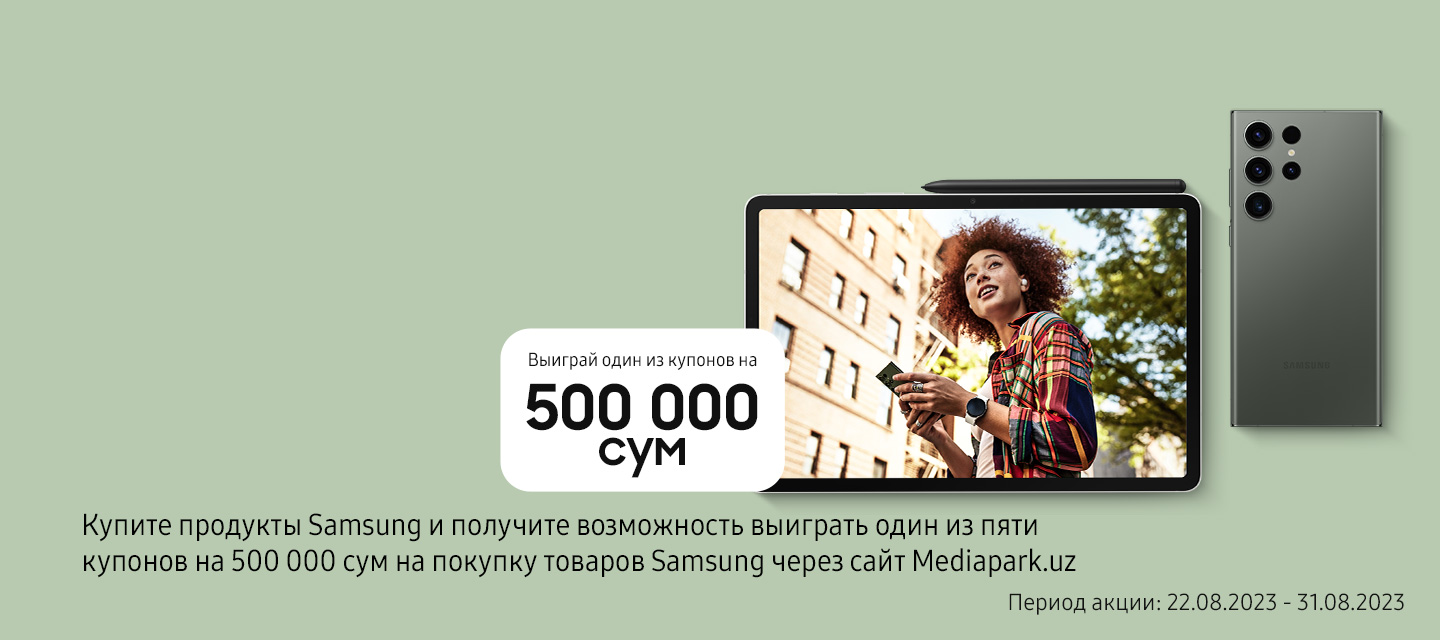 Выиграй один из купонов на
500 000
сум
SAMSUNG
Купите продукты Samsung и получите возможность выиграть один из пяти
купонов на 500 000 сум на покупку товаров Samsung через сайт Mediapark.uz
Период акции: 22.08.2023 - 31.08.2023